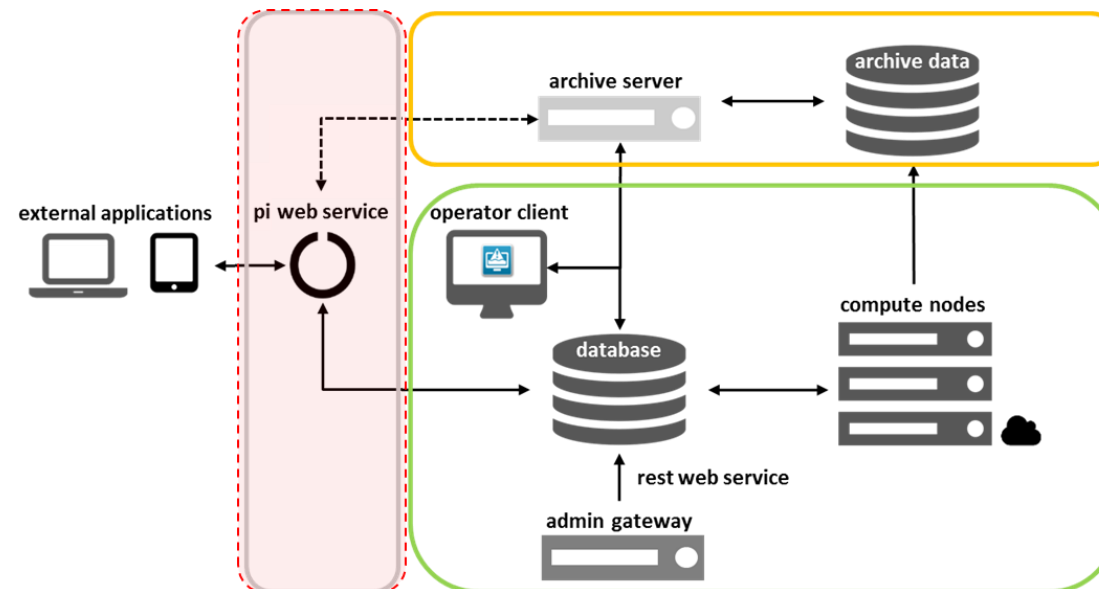 archive data
archive server
external applications
pi web service
operator client
compute nodes
database
rest web service
admin gateway